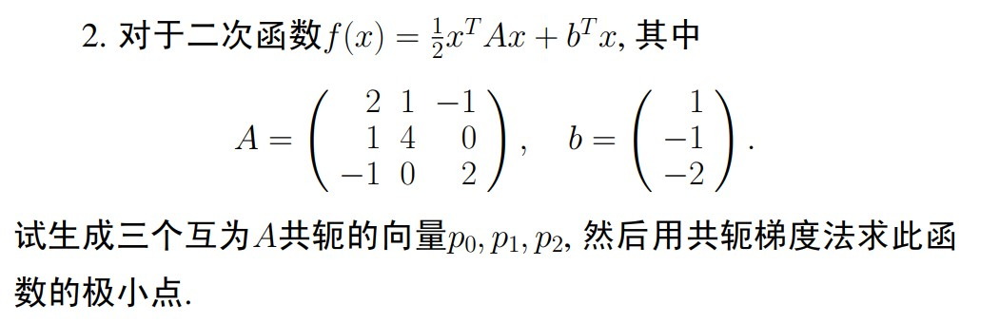 2. 对于二次函数$f(x) = \frac{1}{2}x^T Ax + b^T x$, 其中
$A = \begin{pmatrix} 2 & 1 & -1 \\ 1 & 4 & 0 \\ -1 & 0 & 2 \end{pmatrix}, \quad b = \begin{pmatrix} 1 \\ -1 \\ -2 \end{pmatrix}.$
试生成三个互为$A$共轭的向量$p_0, p_1, p_2$, 然后用共轭梯度法求此函
数的极小点.